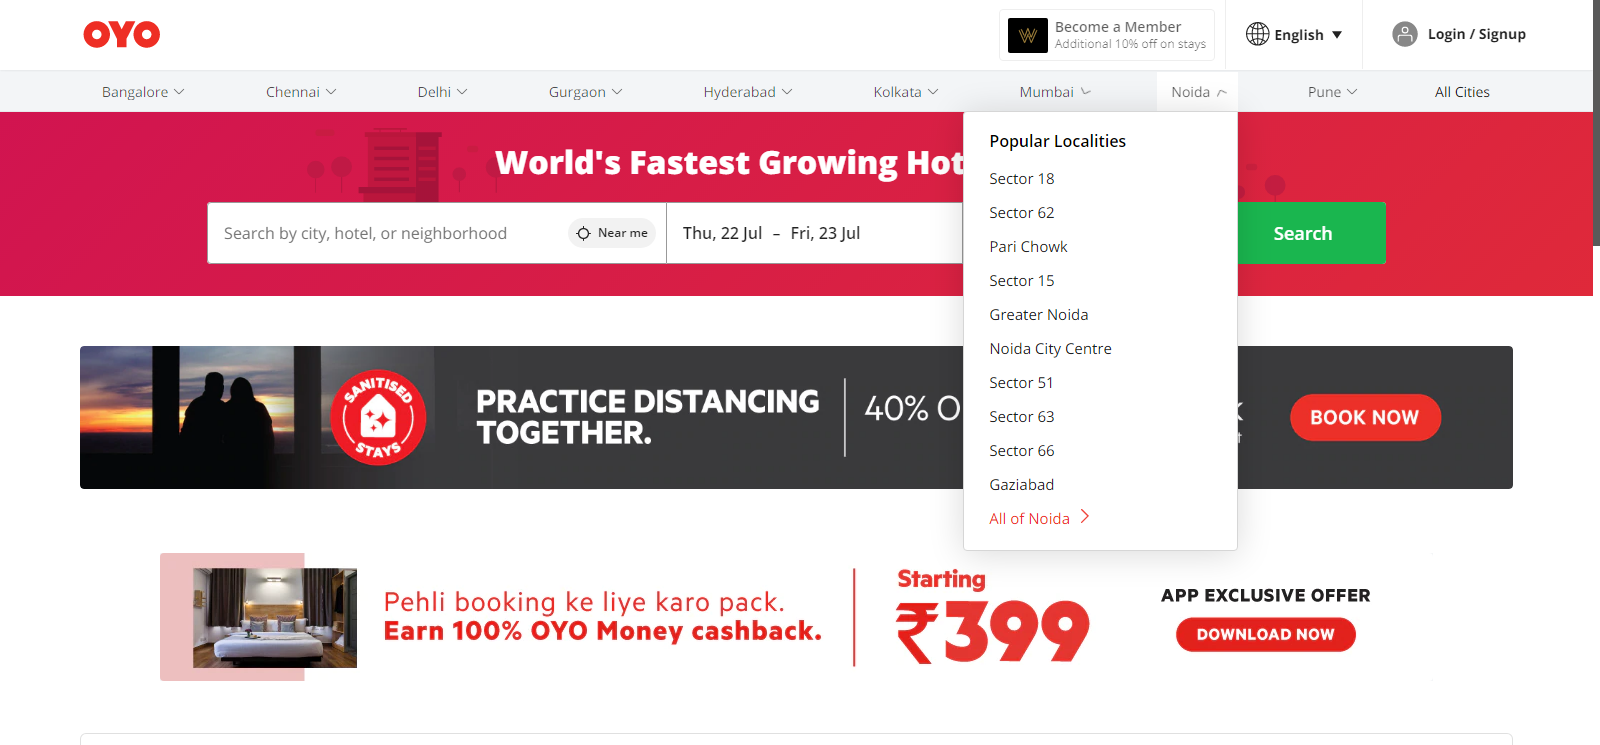 OYO
W
Become a Member
Additional 10% off on stays
English
Login / Signup
Bangalore
Chennai
Delhi
Gurgaon
Hyderabad
Kolkata
Mumbai
Noida
Pune
All Cities
World's Fastest Growing Hot
Search by city, hotel, or neighborhood
Near me
Thu, 22 Jul – Fri, 23 Jul
Search
Popular Localities
Sector 18
Sector 62
Pari Chowk
Sector 15
Greater Noida
Noida City Centre
Sector 51
Sector 63
Sector 66
Gaziabad
All of Noida
SANITISED
STAYS
PRACTICE DISTANCING
TOGETHER.
40% O
BOOK NOW
Pehli booking ke liye karo pack.
Earn 100% OYO Money cashback.
Starting
₹399
APP EXCLUSIVE OFFER
DOWNLOAD NOW